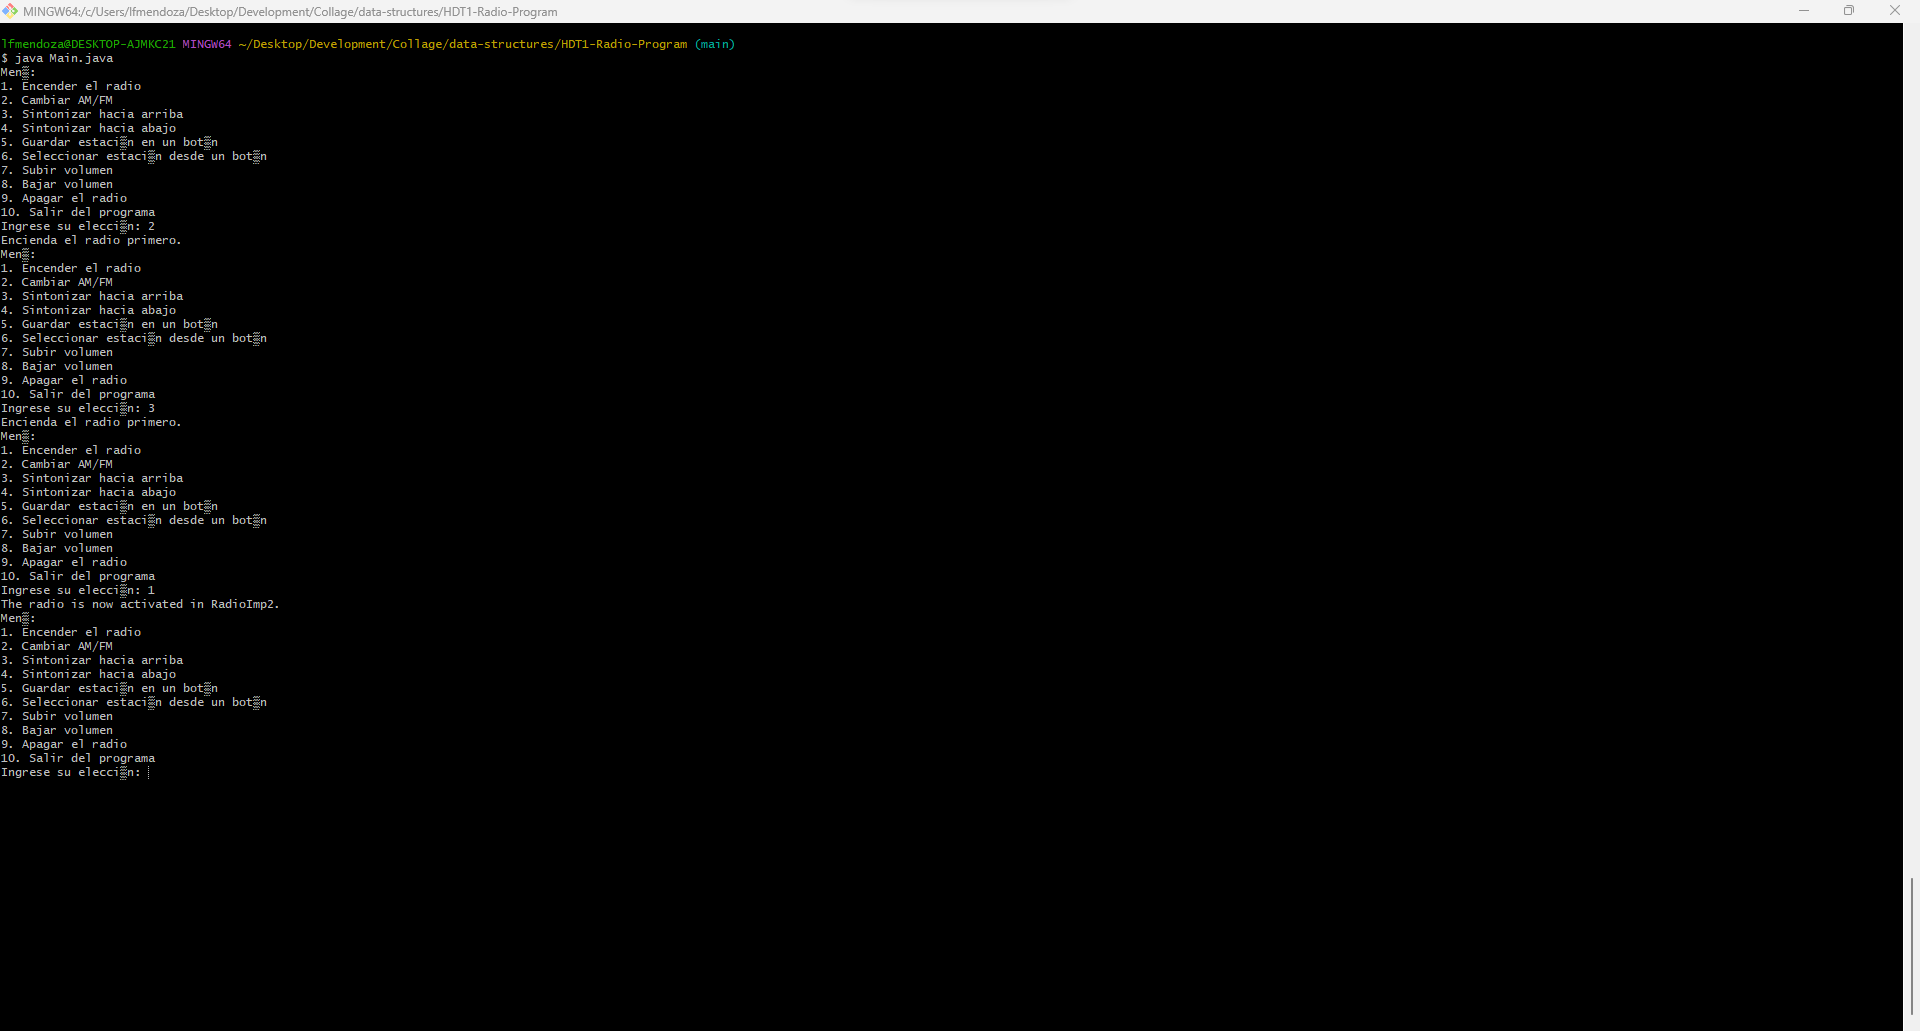 MINGW64:/c/Users/lfmendoza/Desktop/Development/Collage/data-structures/HDT1-Radio-Program
lfmendoza@DESKTOP-AJMKC21 MINGW64 ~/Desktop/Development/Collage/data-structures/HDT1-Radio-Program (main)
$ java Main.java
Men▒:
1. Encender el radio
2. Cambiar AM/FM
3. Sintonizar hacia arriba
4. Sintonizar hacia abajo
5. Guardar estaci▒n en un bot▒n
6. Seleccionar estaci▒n desde un bot▒n
7. Subir volumen
8. Bajar volumen
9. Apagar el radio
10. Salir del programa
Ingrese su elecci▒n: 2
Encienda el radio primero.
Men▒:
1. Encender el radio
2. Cambiar AM/FM
3. Sintonizar hacia arriba
4. Sintonizar hacia abajo
5. Guardar estaci▒n en un bot▒n
6. Seleccionar estaci▒n desde un bot▒n
7. Subir volumen
8. Bajar volumen
9. Apagar el radio
10. Salir del programa
Ingrese su elecci▒n: 3
Encienda el radio primero.
Men▒:
1. Encender el radio
2. Cambiar AM/FM
3. Sintonizar hacia arriba
4. Sintonizar hacia abajo
5. Guardar estaci▒n en un bot▒n
6. Seleccionar estaci▒n desde un bot▒n
7. Subir volumen
8. Bajar volumen
9. Apagar el radio
10. Salir del programa
Ingrese su elecci▒n: 1
The radio is now activated in RadioImp2.
Men▒:
1. Encender el radio
2. Cambiar AM/FM
3. Sintonizar hacia arriba
4. Sintonizar hacia abajo
5. Guardar estaci▒n en un bot▒n
6. Seleccionar estaci▒n desde un bot▒n
7. Subir volumen
8. Bajar volumen
9. Apagar el radio
10. Salir del programa
Ingrese su elecci▒n: